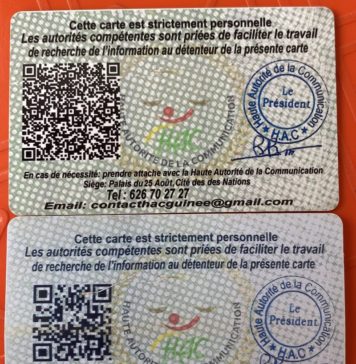 Cette carte est strictement personnelle
Les autorités compétentes sont priées de faciliter le travail
de recherche de l'information au détenteur de la présente carte
Haute Autorité de la Communication
Le
Président
H.A.C
HAC
HAUTE AUTORITÉ DE LA COMMUNICATION
En cas de nécessité: prendre attache avec la Haute Autorité de la Communication
Siège: Palais du 25 Août, Cité des des Nations
Tel : 626 70 27 27
Email: contacthacguinee@gmail.com
Cette carte est strictement personnelle
Les autorités compétentes sont priées de faciliter le travail
de recherche de l'information au détenteur de la présente carte
Haute Autorité de la Communication
Le
Président
H.A.C
HAC